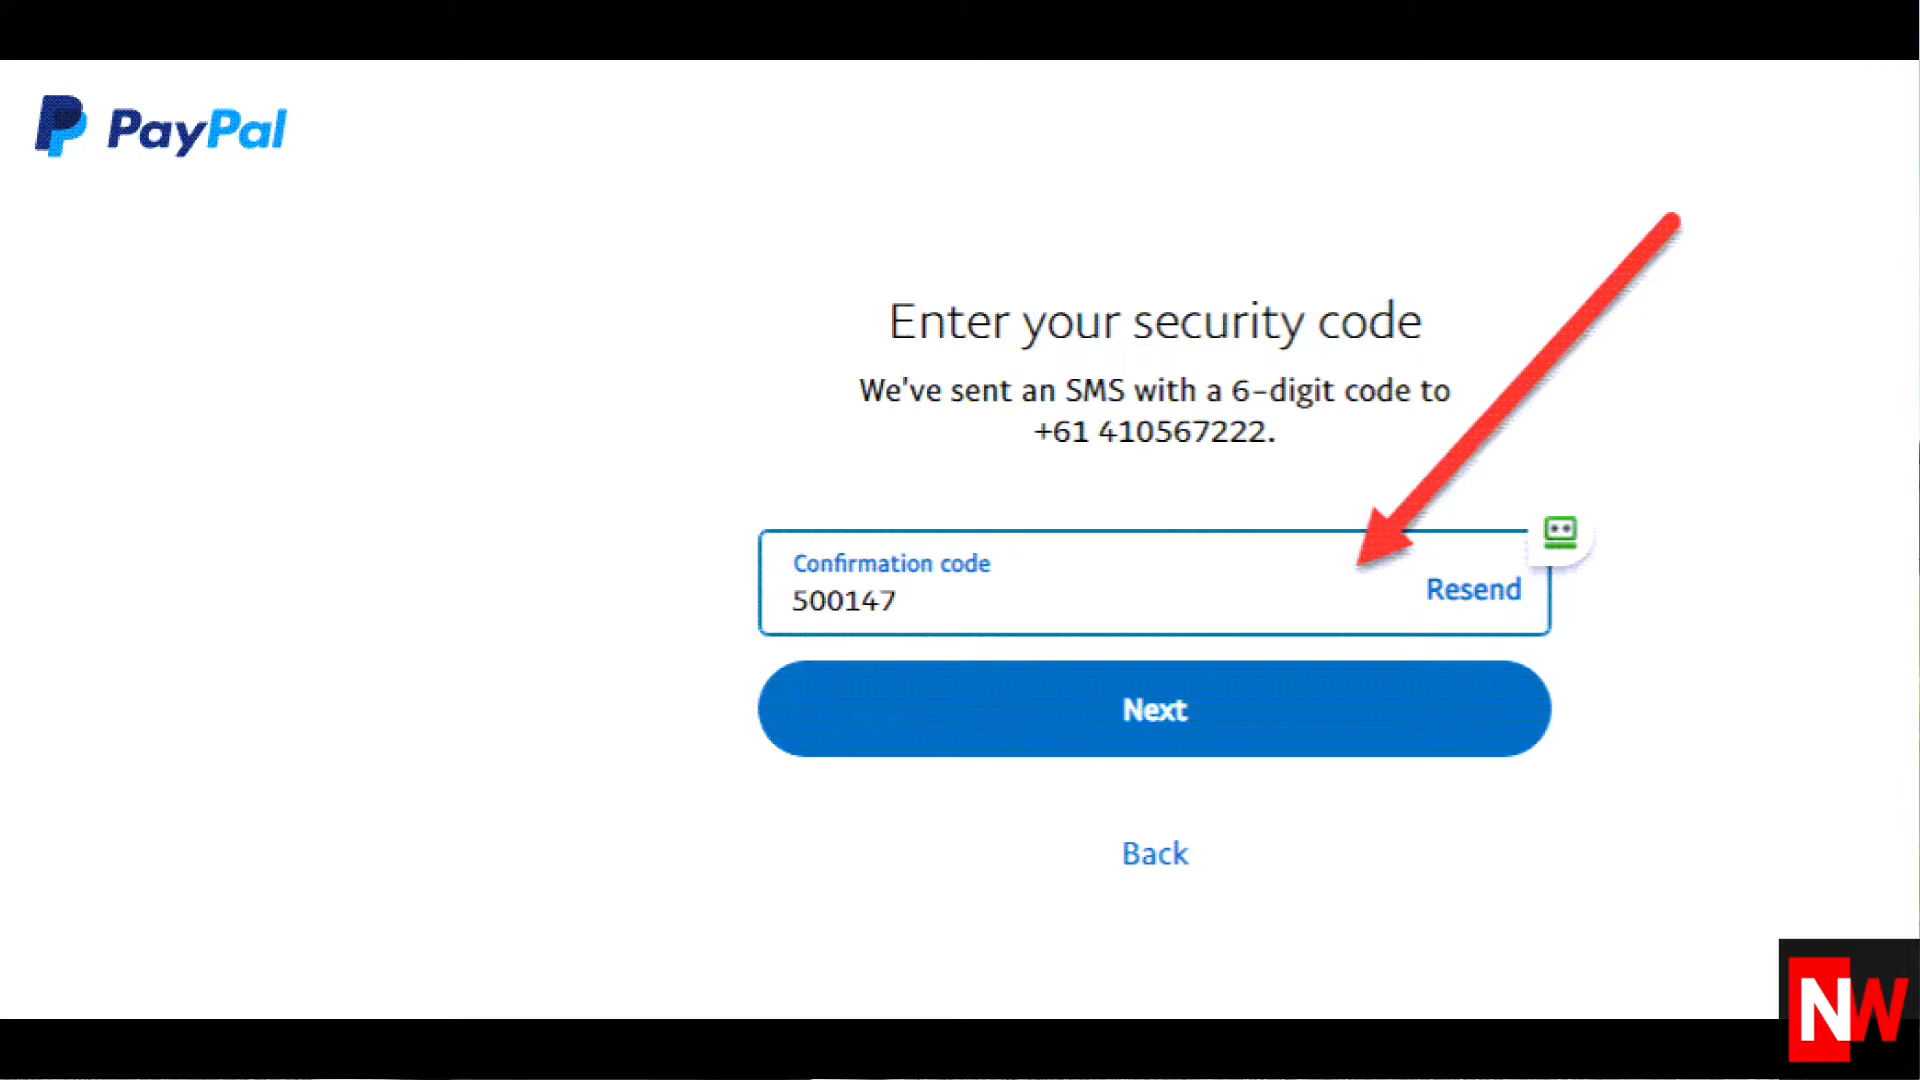 PayPal
Enter your security code
We've sent an SMS with a 6-digit code to
+61 410567222.
Confirmation code
500147
Resend
Next
Back
NW